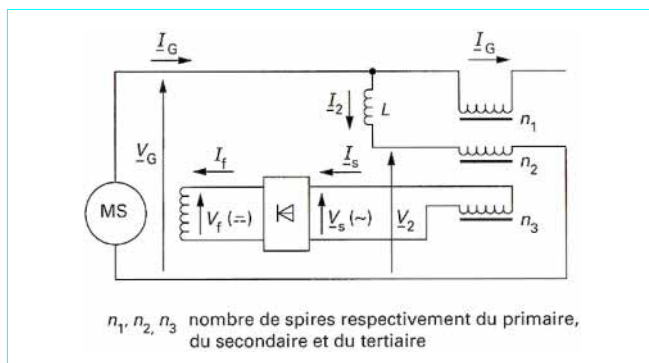 I_G
I_G
I_2
L
n_1
n_2
n_3
V_G
I_f
I_s
MS
V_f (⎓)
V_s (~)
V_2
n_1, n_2, n_3 nombre de spires respectivement du primaire,
du secondaire et du tertiaire